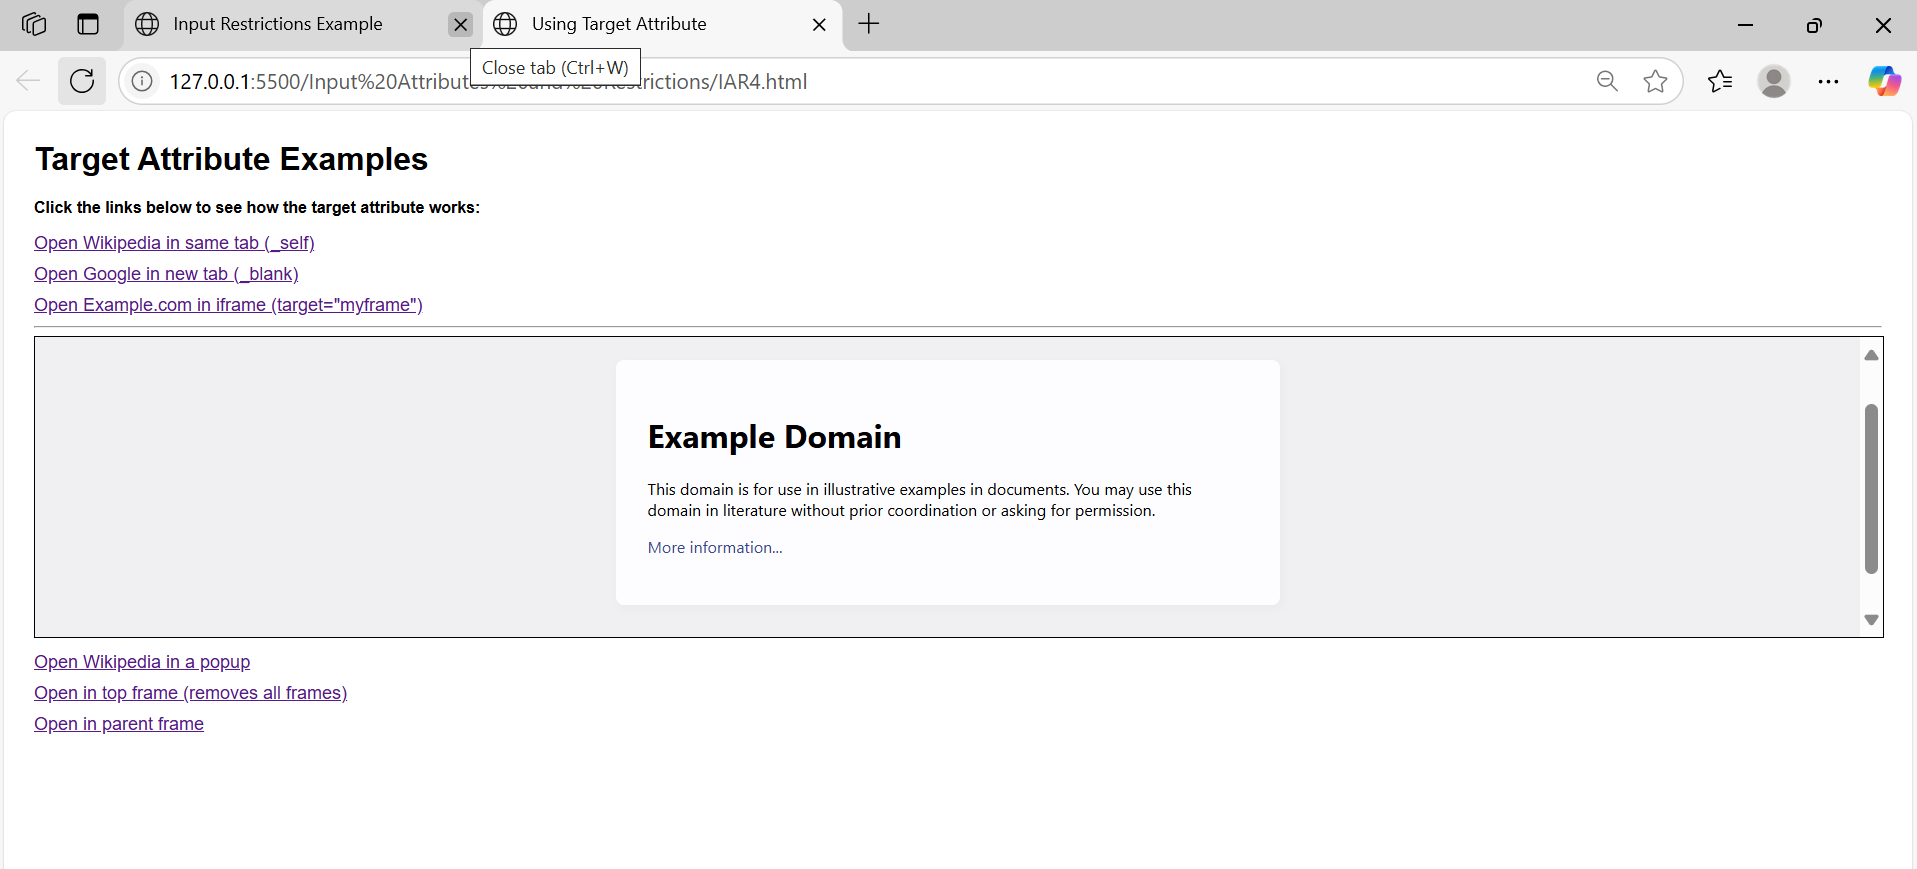 Input Restrictions Example
Using Target Attribute
Close tab (Ctrl+W)
127.0.0.1:5500/Input%20Attributes%20and%20Restrictions/IAR4.html
Target Attribute Examples
Click the links below to see how the target attribute works:
Open Wikipedia in same tab (_self)
Open Google in new tab (_blank)
Open Example.com in iframe (target="myframe")
Example Domain
This domain is for use in illustrative examples in documents. You may use this
domain in literature without prior coordination or asking for permission.
More information...
Open Wikipedia in a popup
Open in top frame (removes all frames)
Open in parent frame